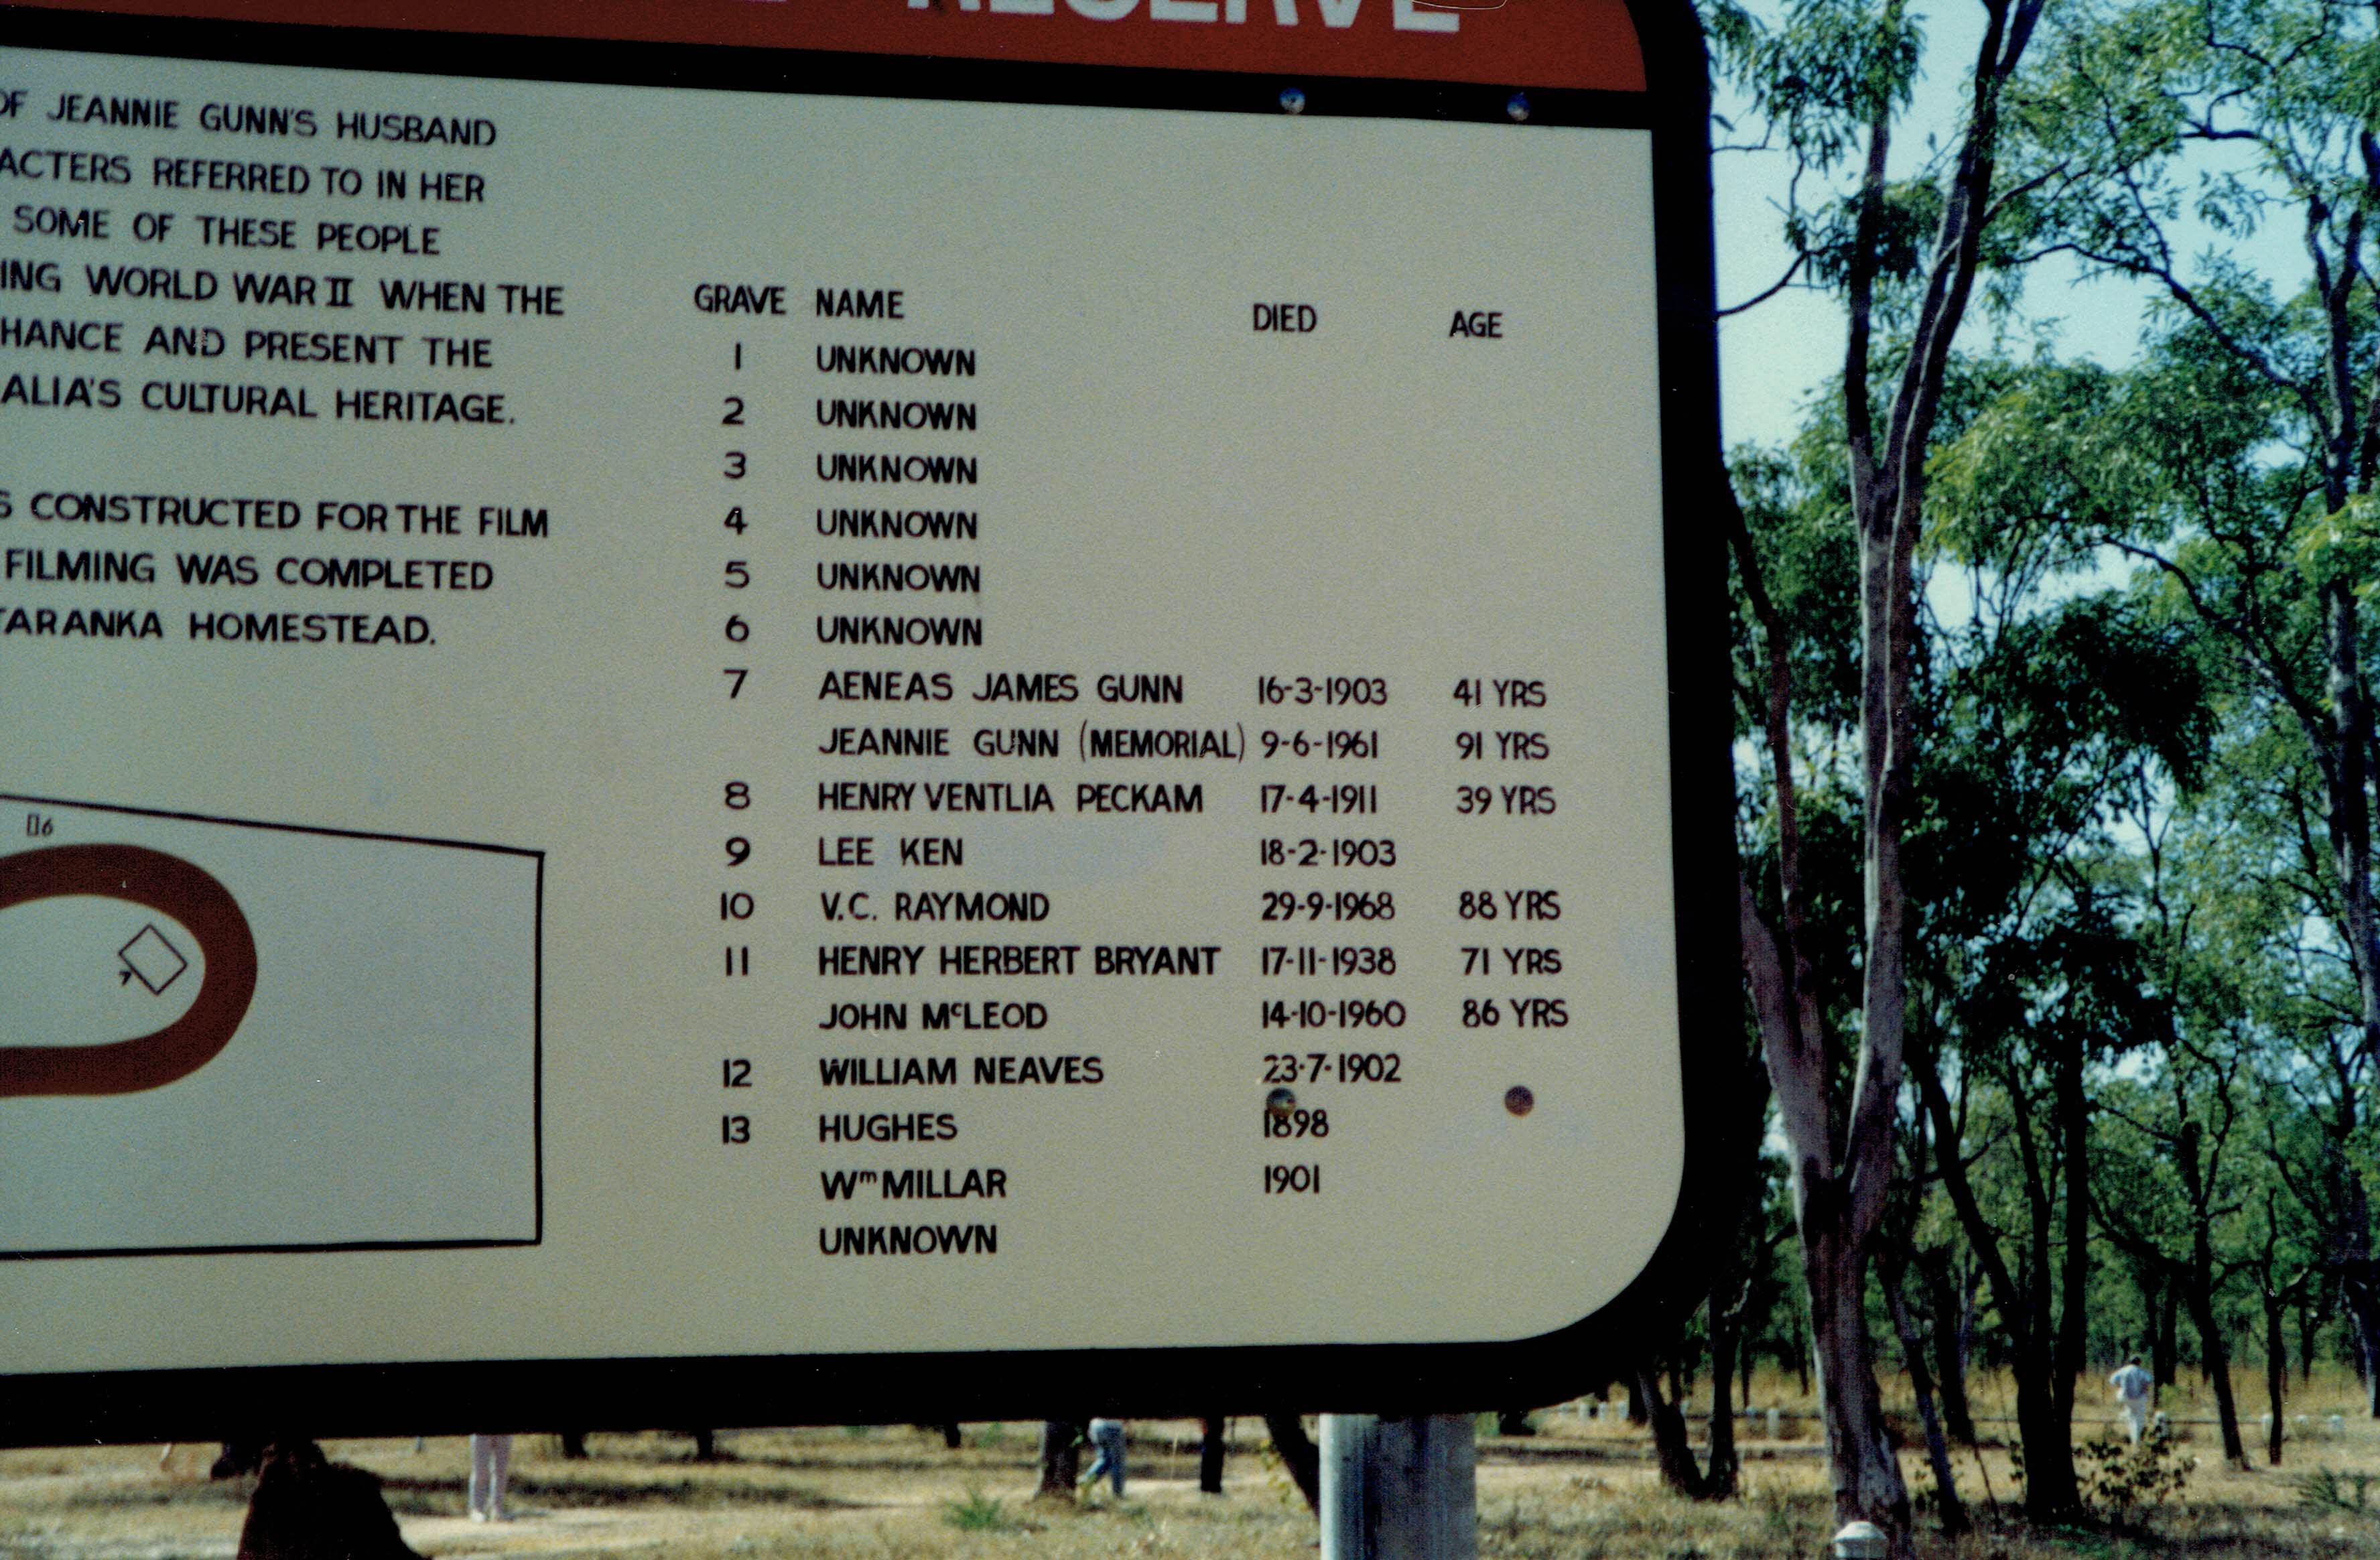 RESERVE
OF JEANNIE GUNN'S HUSBAND
ACTERS REFERRED TO IN HER
SOME OF THESE PEOPLE
ING WORLD WAR II WHEN THE
HANCE AND PRESENT THE
ALIA'S CULTURAL HERITAGE.
S CONSTRUCTED FOR THE FILM
FILMING WAS COMPLETED
TARANKA HOMESTEAD.
6
7
GRAVE NAME DIED AGE
1 UNKNOWN
2 UNKNOWN
3 UNKNOWN
4 UNKNOWN
5 UNKNOWN
6 UNKNOWN
7 AENEAS JAMES GUNN 16-3-1903 41 YRS
JEANNIE GUNN (MEMORIAL) 9-6-1961 91 YRS
8 HENRY VENTLIA PECKAM 17-4-1911 39 YRS
9 LEE KEN 18-2-1903
10 V.C. RAYMOND 29-9-1968 88 YRS
11 HENRY HERBERT BRYANT 17-11-1938 71 YRS
JOHN McLEOD 14-10-1960 86 YRS
12 WILLIAM NEAVES 23-7-1902
13 HUGHES 1898
Wm MILLAR 1901
UNKNOWN